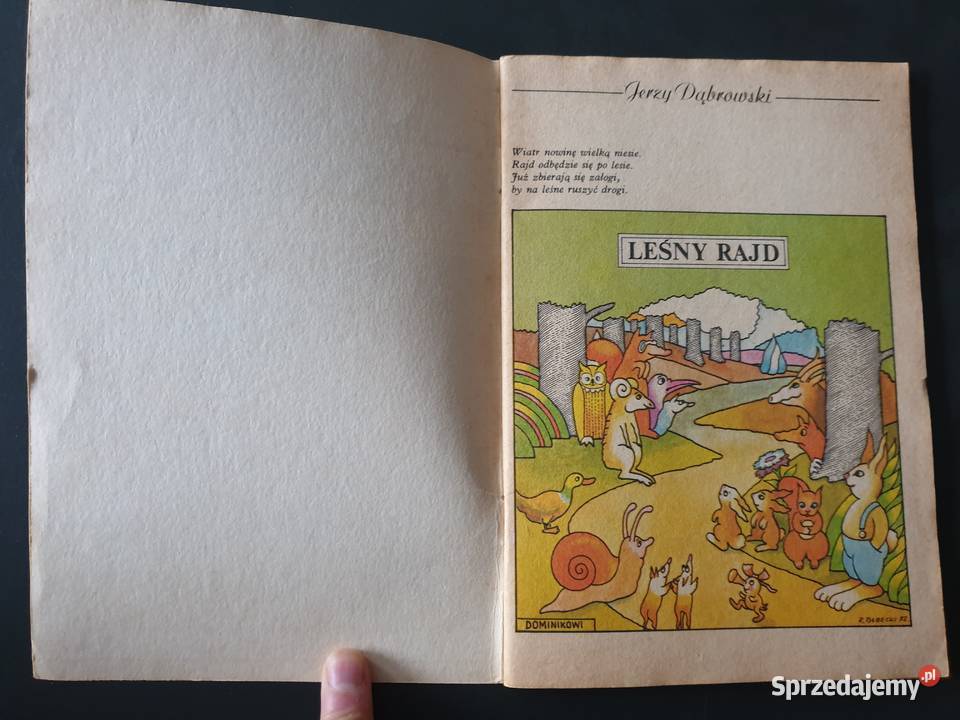 Jerzy Dąbrowski
Wiatr nowinę wielką niesie.
Rajd odbędzie się po lesie.
Już zbierają się załogi,
by na leśne ruszyć drogi.
LEŚNY RAJD
DOMINIKOWI
Sprzedajemy.pl